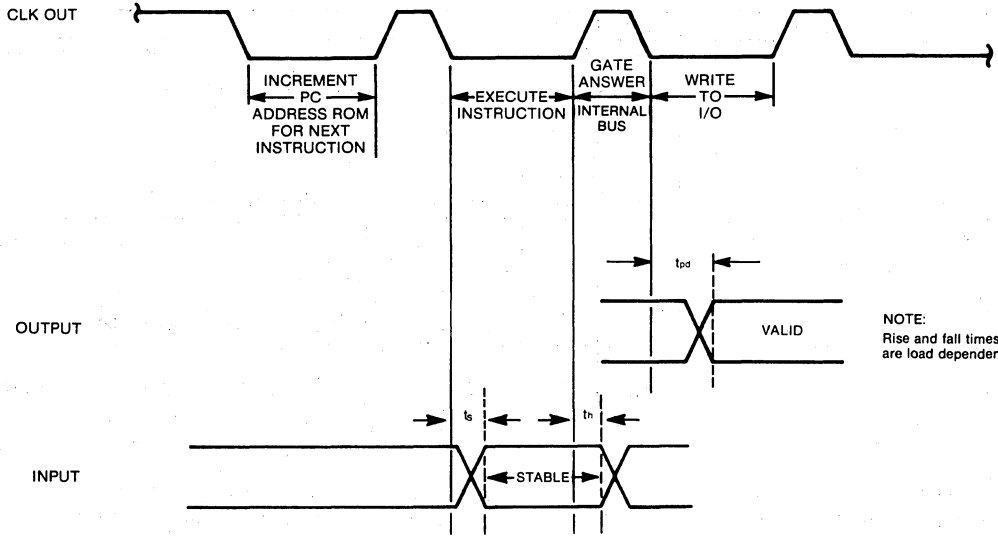 CLK OUT
INCREMENT
PC
ADDRESS ROM
FOR NEXT
INSTRUCTION
EXECUTE
INSTRUCTION
GATE
ANSWER
INTERNAL
BUS
WRITE
TO
I/O
tpd
OUTPUT
VALID
NOTE:
Rise and fall times
are load dependen
ts
th
INPUT
STABLE